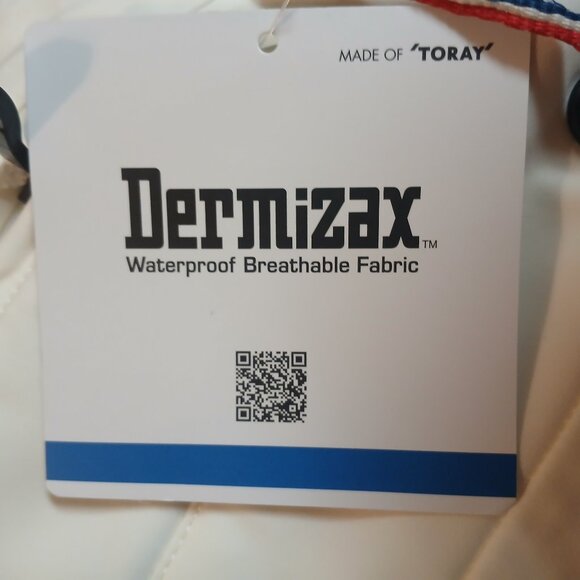 MADE OF 'TORAY'
Dermizax™
Waterproof Breathable Fabric